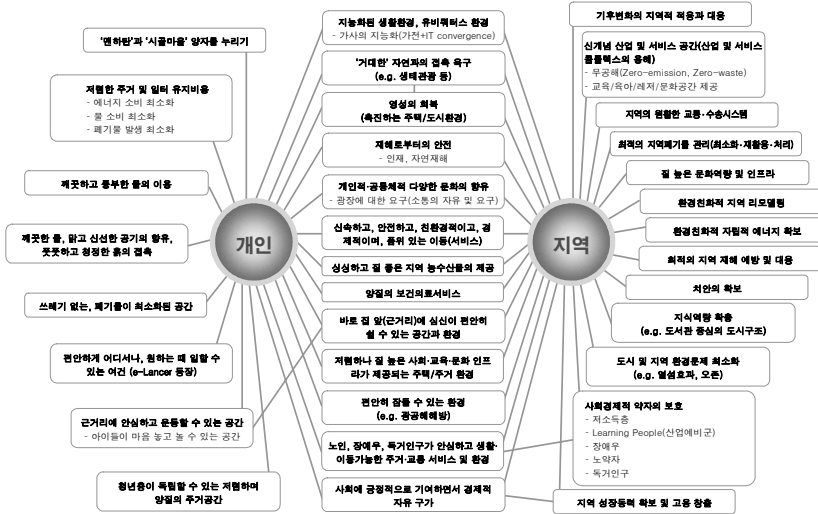 '맨하탄'과 '시골마을' 양자를 누리기
저렴한 주거 및 일터 유지비용
- 에너지 소비 최소화
- 물 소비 최소화
- 폐기물 발생 최소화
깨끗하고 풍부한 물의 이용
깨끗한 물, 맑고 신선한 공기의 향유,
풋풋하고 청정한 흙의 접촉
쓰레기 없는, 폐기물이 최소화된 공간
편안하게 어디서나, 원하는 때 일할 수
있는 여건 (e-Lancer 등장)
근거리에 안심하고 운동할 수 있는 공간
- 아이들이 마음 놓고 놀 수 있는 공간
청년층이 독립할 수 있는 저렴하며
양질의 주거공간
개인
지능화된 생활환경, 유비쿼터스 환경
- 가사의 지능화(가전+IT convergence)
'거대한' 자연과의 접촉 욕구
(e.g. 생태관광 등)
영성의 회복
(촉진하는 주택/도시환경)
재해로부터의 안전
- 인재, 자연재해
개인적·공동체적 다양한 문화의 향유
- 광장에 대한 요구(소통의 자유 및 요구)
신속하고, 안전하고, 친환경적이고, 경
제적이며, 품위 있는 이동(서비스)
싱싱하고 질 좋은 지역 농수산물의 제공
양질의 보건의료서비스
바로 집 앞(근거리)에 심신이 편안히
쉴 수 있는 공간과 환경
저렴하나 질 높은 사회·교육·문화 인프
라가 제공되는 주택/주거 환경
편안히 잠들 수 있는 환경
(e.g. 광공해해방)
노인, 장애우, 독거인구가 안심하고 생활·
이동가능한 주거·교통 서비스 및 환경
사회에 긍정적으로 기여하면서 경제적
자유 구가
지역
기후변화의 지역적 적응과 대응
신개념 산업 및 서비스 공간(산업 및 서비스
콤플렉스의 융해)
- 무공해(Zero-emission, Zero-waste)
- 교육/육아/레저/문화공간 제공
지역의 원활한 교통·수송시스템
최적의 지역폐기물 관리(최소화·재활용·처리)
질 높은 문화역량 및 인프라
환경친화적 지역 리모델링
환경친화적 자립적 에너지 확보
최적의 지역 재해 예방 및 대응
치안의 확보
지식역량 확충
(e.g. 도서관 중심의 도시구조)
도시 및 지역 환경문제 최소화
(e.g. 열섬효과, 오존)
사회경제적 약자의 보호
- 저소득층
- Learning People(산업예비군)
- 장애우
- 노약자
- 독거인구
지역 성장동력 확보 및 고용 창출